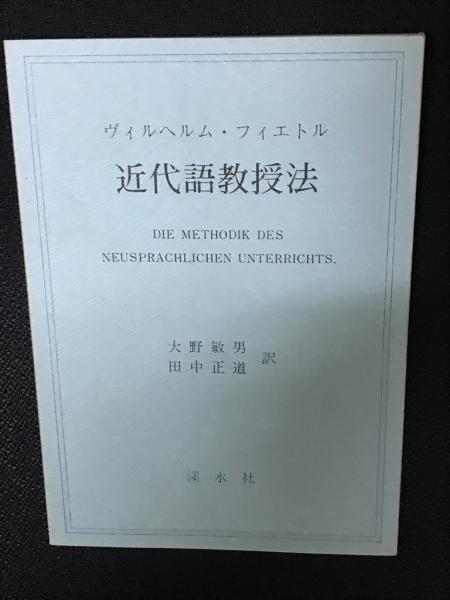 ヴィルヘルム・フィエトル
近代語教授法
DIE METHODIK DES
NEUSPRACHLICHEN UNTERRICHTS.
大野敏男
田中正道 訳
渓水社